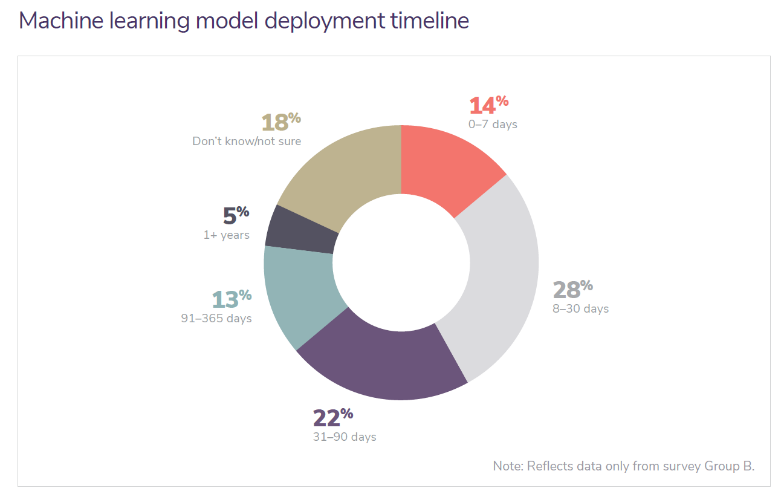 Machine learning model deployment timeline
14%
0–7 days
18%
Don't know/not sure
5%
1+ years
28%
8–30 days
13%
91–365 days
22%
31–90 days
Note: Reflects data only from survey Group B.